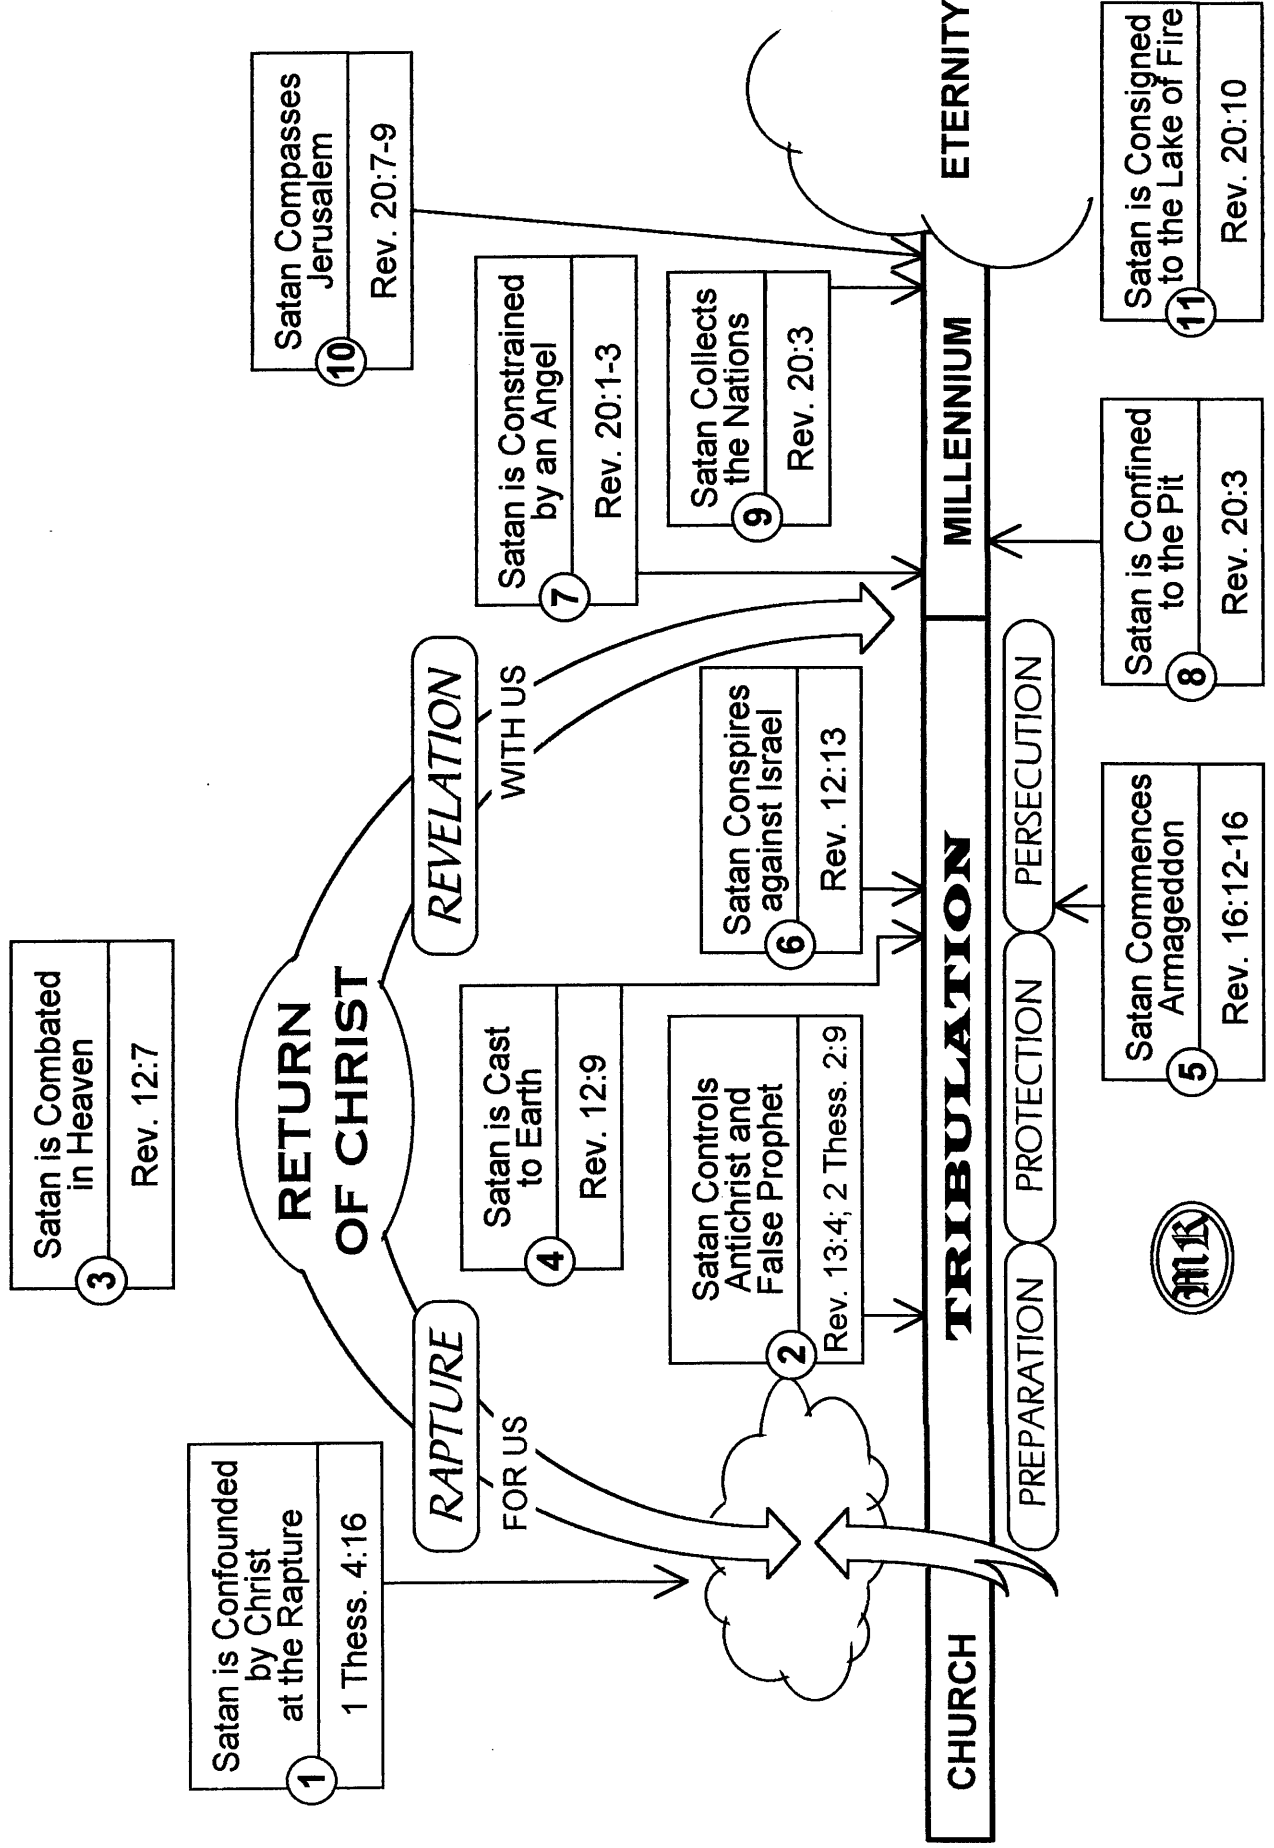 3
Satan is Combated
in Heaven
Rev. 12:7
1
Satan is Confounded
by Christ
at the Rapture
1 Thess. 4:16
RETURN
OF CHRIST
10
Satan Compasses
Jerusalem
Rev. 20:7-9
RAPTURE
FOR US
REVELATION
WITH US
4
Satan is Cast
to Earth
Rev. 12:9
7
Satan is Constrained
by an Angel
Rev. 20:1-3
2
Satan Controls
Antichrist and
False Prophet
Rev. 13:4; 2 Thess. 2:9
6
Satan Conspires
against Israel
Rev. 12:13
9
Satan Collects
the Nations
Rev. 20:3
CHURCH
TRIBULATION
MILLENNIUM
ETERNITY
PREPARATION
PROTECTION
PERSECUTION
MR
5
Satan Commences
Armageddon
Rev. 16:12-16
8
Satan is Confined
to the Pit
Rev. 20:3
11
Satan is Consigned
to the Lake of Fire
Rev. 20:10